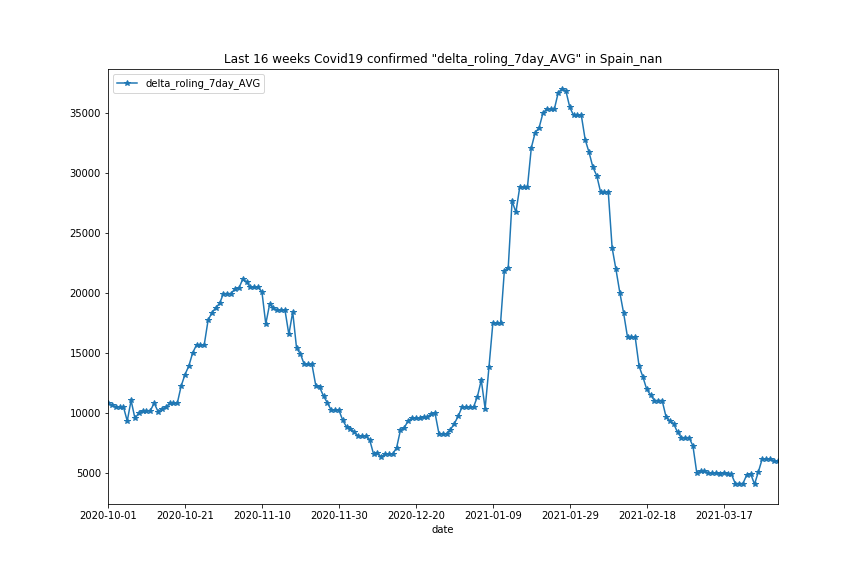 Last 16 weeks Covid19 confirmed "delta_roling_7day_AVG" in Spain_nan
delta_roling_7day_AVG
35000
30000
25000
20000
15000
10000
5000
2020-10-01 2020-10-21 2020-11-10 2020-11-30 2020-12-20 2021-01-09 2021-01-29 2021-02-18 2021-03-17
date